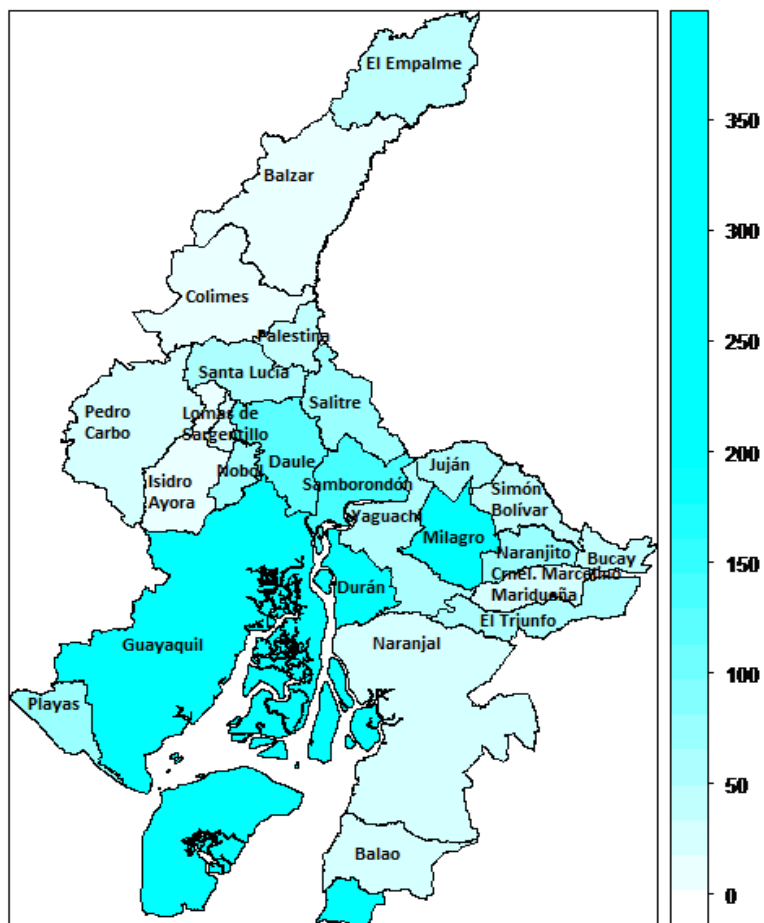 El Empalme
350
Balzar
300
Colimes
250
Palestina
Santa Lucía
Salitre
Pedro
Carbo
Lomas de
Sargentillo
200
Juján
Daule
Nobol
Isidro
Ayora
Samborondón
Simón
Bolívar
Yaguachi
Milagro
Naranjito
Bucay
150
Crnel. Marcelino
Maridueña
Durán
El Triunfo
Guayaquil
Naranjal
100
Playas
50
Balao
0